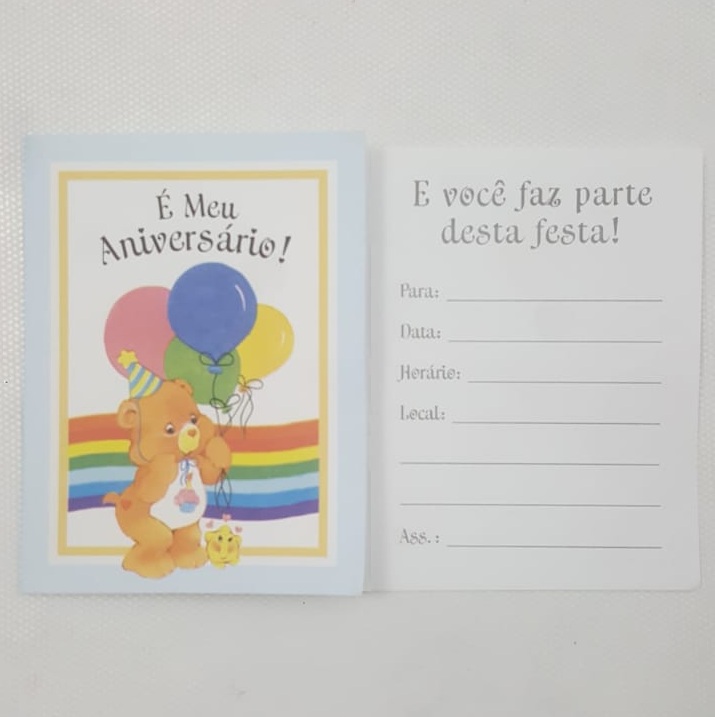 É Meu
Aniversário!
E você faz parte
desta festa!
Para:
Data:
Horário:
Local:
Ass.: